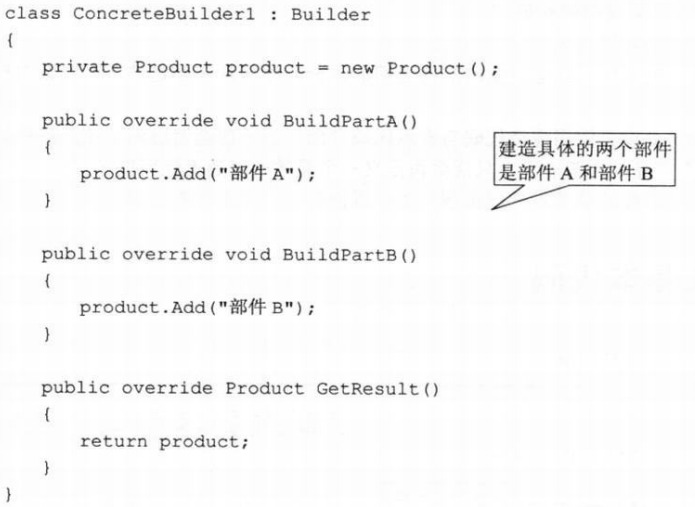 class ConcreteBuilder1 : Builder
{
private Product product = new Product();
public override void BuildPartA()
{
product.Add("部件A");
}
建造具体的两个部件
是部件 A 和部件 B
public override void BuildPartB()
{
product.Add("部件B");
}
public override Product GetResult()
{
return product;
}
}